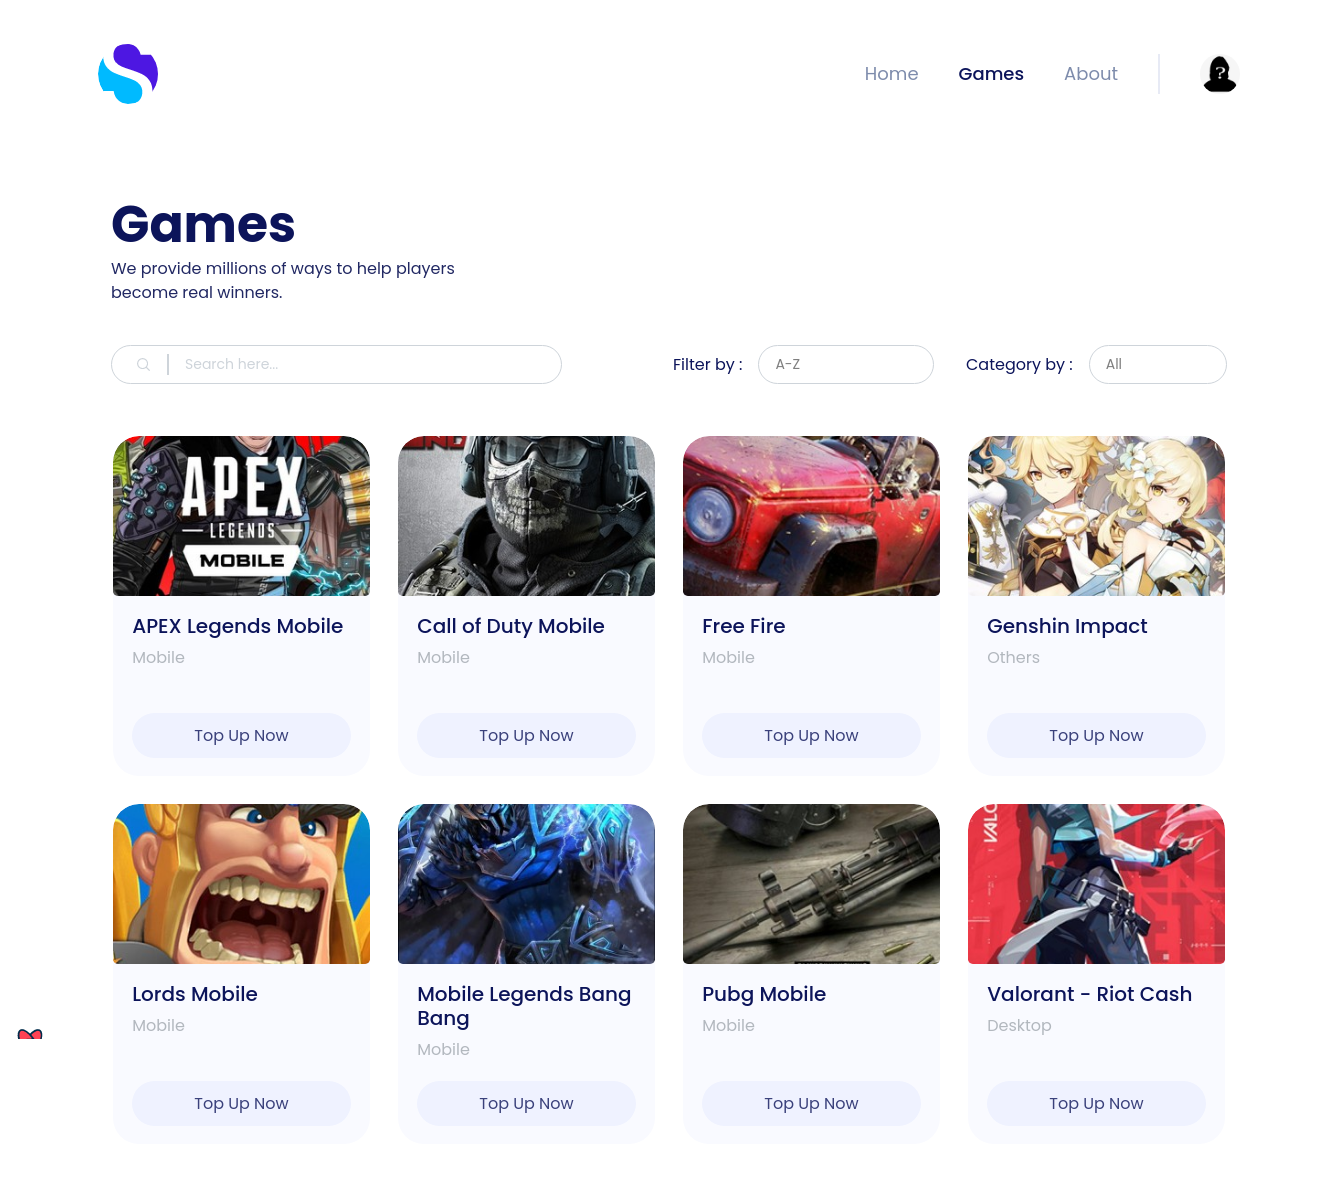 Home Games About
?
Games
We provide millions of ways to help players
become real winners.
Search here...
Filter by : A-Z Category by : All
APEX
LEGENDS
MOBILE
APEX Legends Mobile
Mobile
Top Up Now
Call of Duty Mobile
Mobile
Top Up Now
Free Fire
Mobile
Top Up Now
Genshin Impact
Others
Top Up Now
Lords Mobile
Mobile
Top Up Now
Mobile Legends Bang
Bang
Mobile
Top Up Now
Pubg Mobile
Mobile
Top Up Now
Valorant - Riot Cash
Desktop
Top Up Now